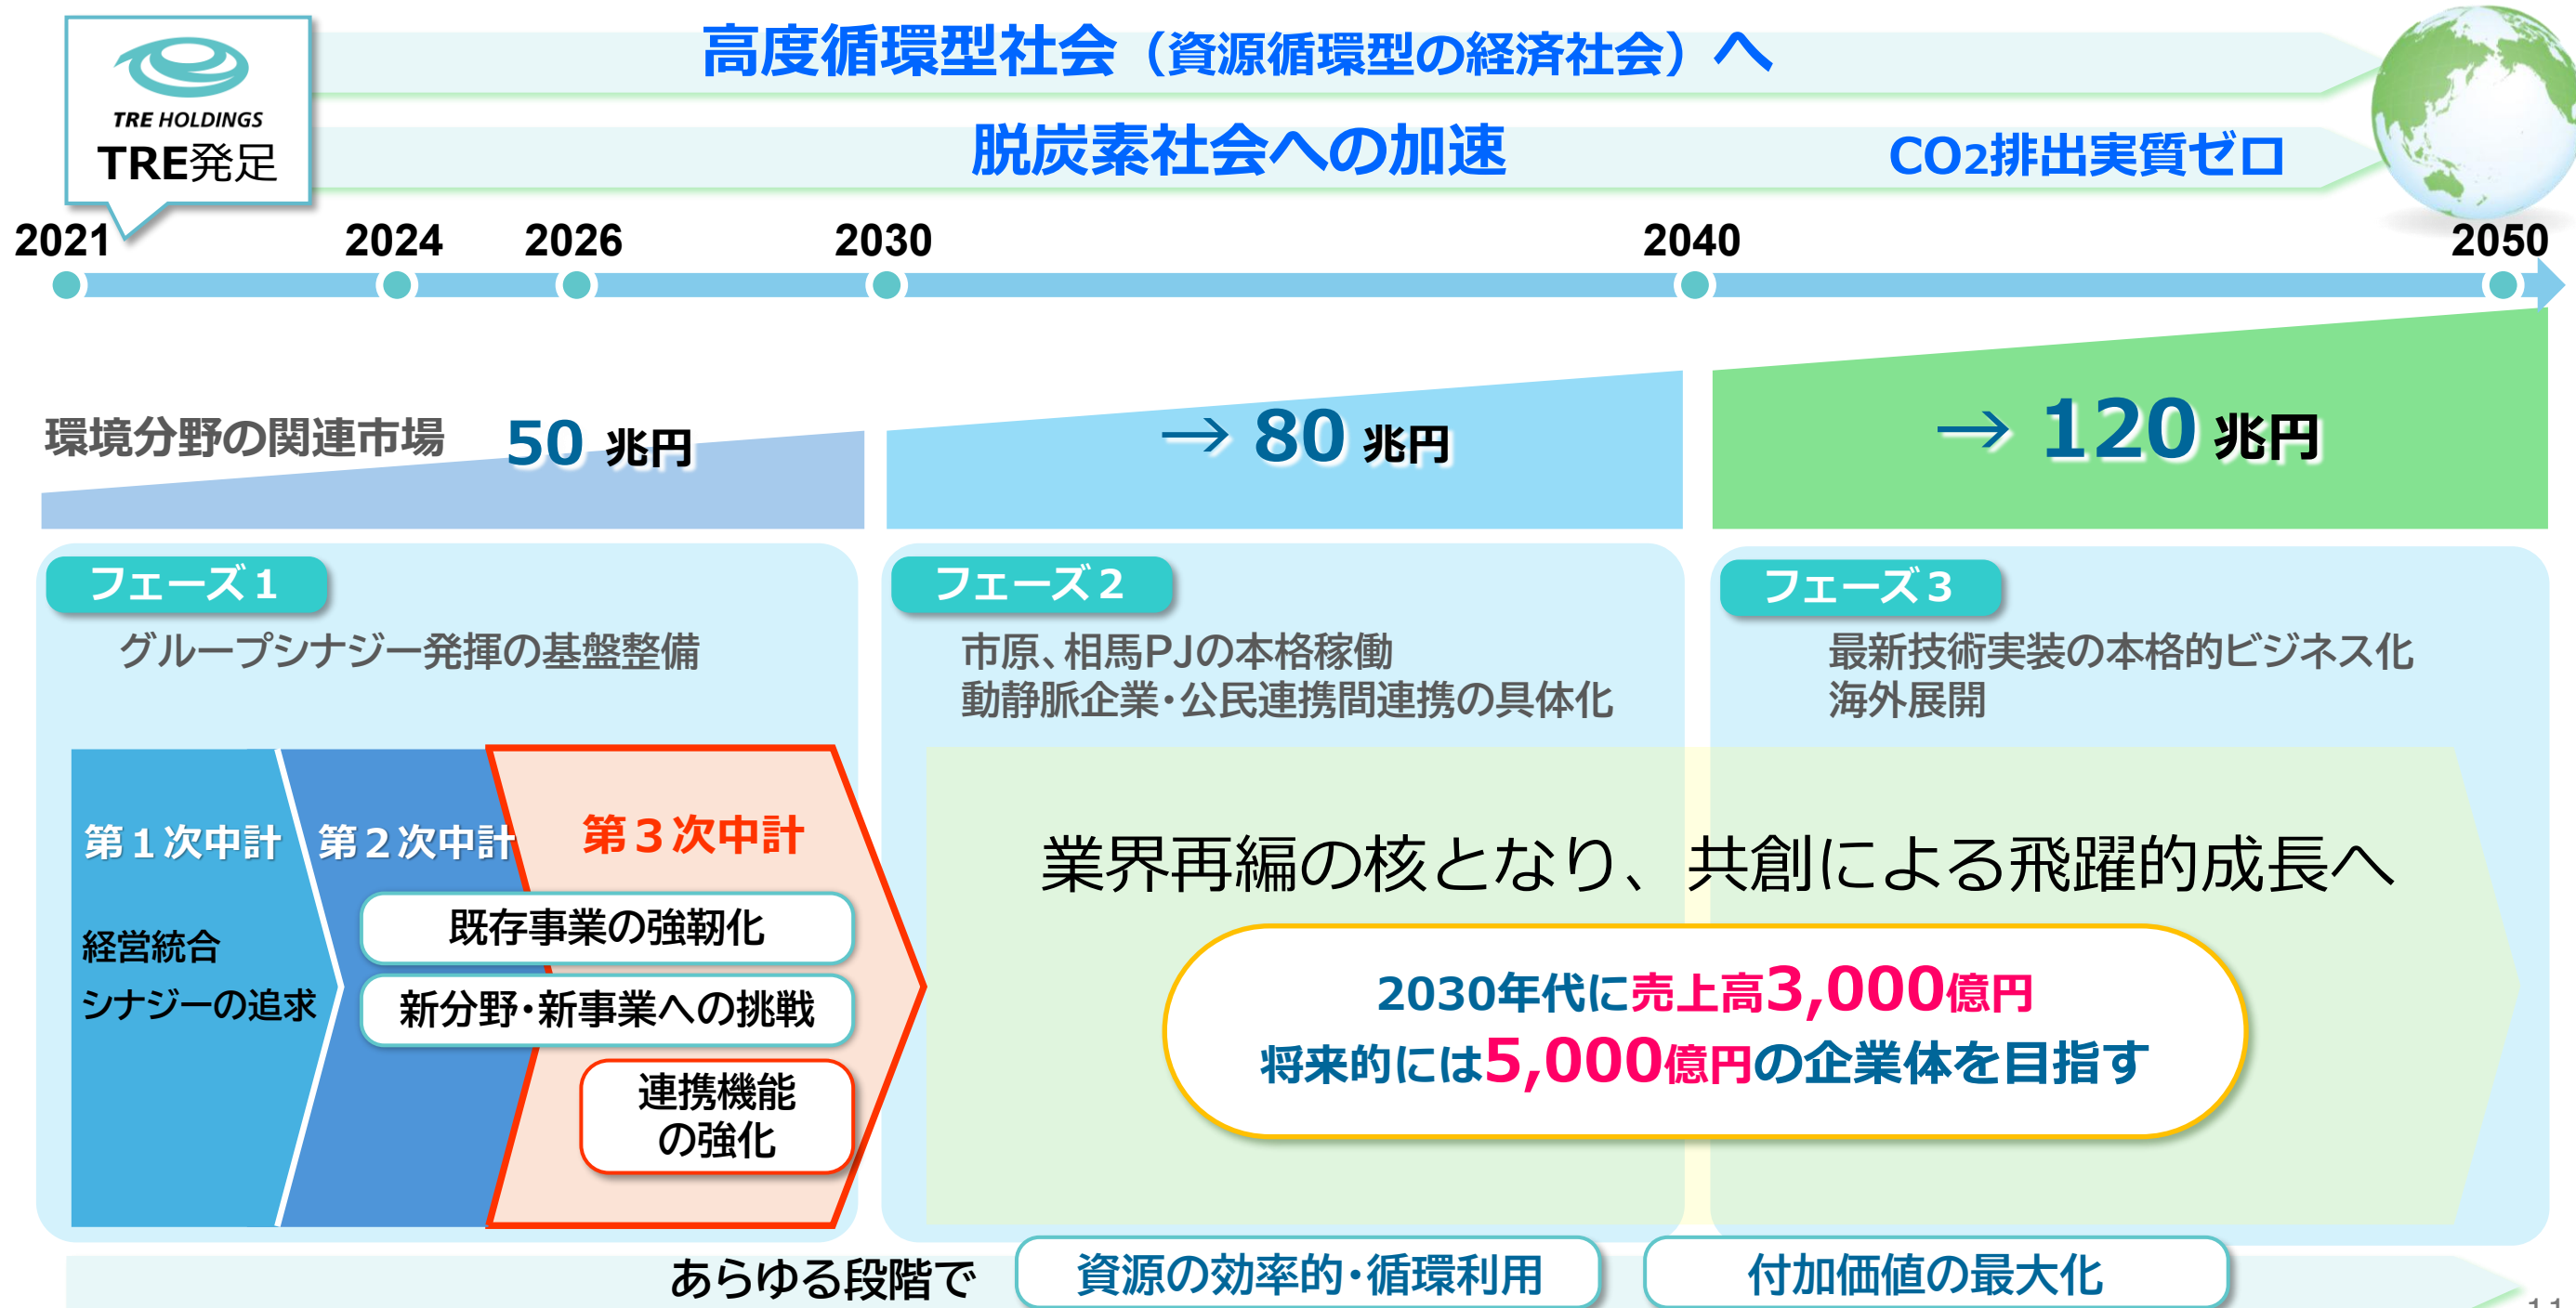 高度循環型社会（資源循環型の経済社会）へ
TRE HOLDINGS
TRE発足
脱炭素社会への加速
CO2排出実質ゼロ
2021
2024
2026
2030
2040
2050
環境分野の関連市場
50 兆円
→ 80 兆円
→ 120 兆円
フェーズ1
グループシナジー発揮の基盤整備
フェーズ2
市原、相馬PJの本格稼働
動静脈企業・公民連携間連携の具体化
フェーズ3
最新技術実装の本格的ビジネス化
海外展開
第1次中計
経営統合
シナジーの追求
第2次中計
第3次中計
既存事業の強靭化
新分野・新事業への挑戦
連携機能
の強化
業界再編の核となり、共創による飛躍的成長へ
2030年代に売上高3,000億円
将来的には5,000億円の企業体を目指す
あらゆる段階で
資源の効率的・循環利用
付加価値の最大化